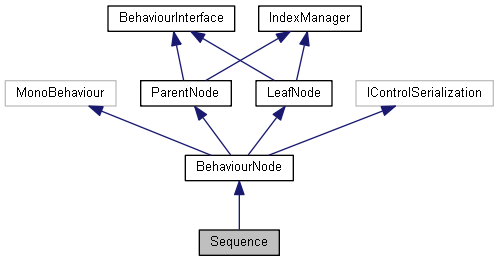 BehaviourInterface
IndexManager
MonoBehaviour
ParentNode
LeafNode
IControlSerialization
BehaviourNode
Sequence